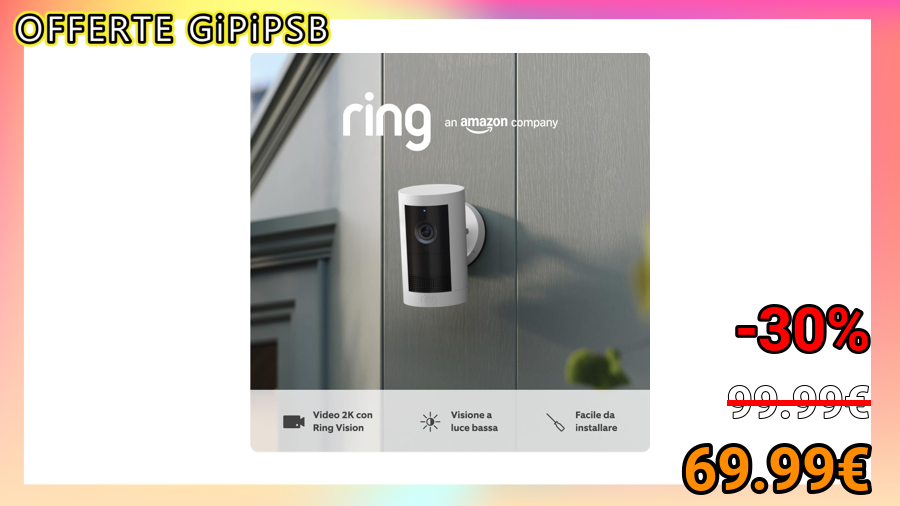 OFFERTE GiPiPSB
ring an amazon company
Video 2K con
Ring Vision
Visione a
luce bassa
Facile da
installare
-30%
99.99€
69.99€